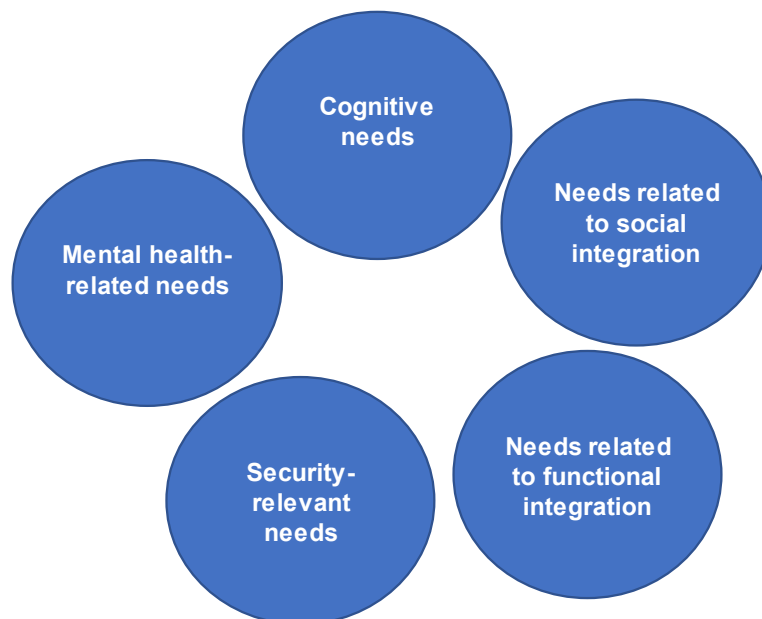 Cognitive
needs
Needs related
to social
integration
Mental health-
related needs
Needs related
to functional
integration
Security-
relevant
needs